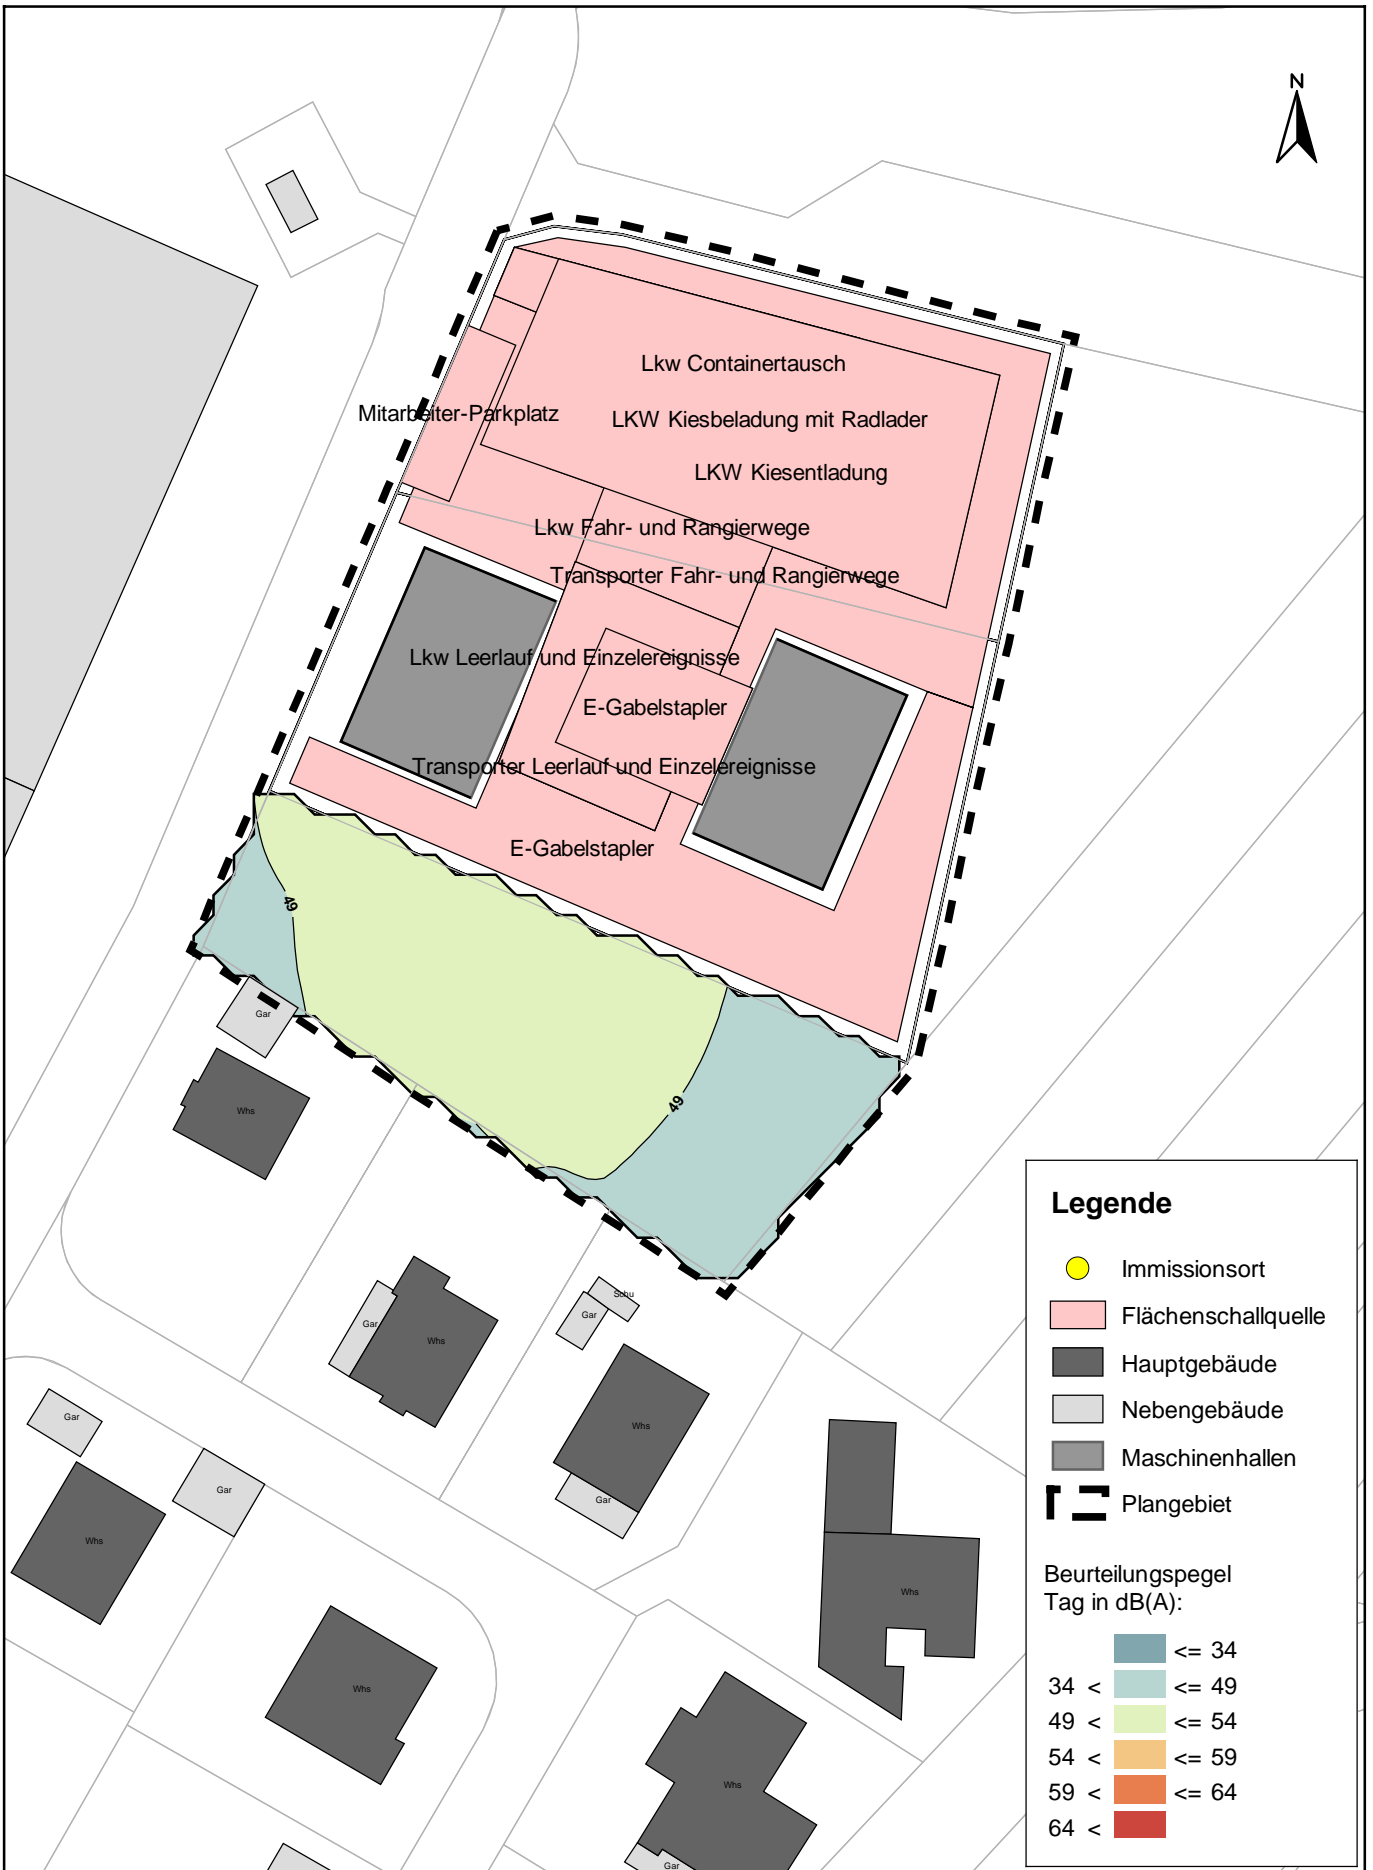 N
Lkw Containertausch
Mitarbeiter-Parkplatz
LKW Kiesbeladung mit Radlader
LKW Kiesentladung
Lkw Fahr- und Rangierwege
Transporter Fahr- und Rangierwege
Lkw Leerlauf und Einzelereignisse
E-Gabelstapler
Transporter Leerlauf und Einzelereignisse
E-Gabelstapler
49
49
Gar
Whs
Schu
Gar
Gar
Whs
Gar
Whs
Gar
Gar
Whs
Whs
Whs
Whs
Gar
Legende
Immissionsort
Flächenschallquelle
Hauptgebäude
Nebengebäude
Maschinenhallen
Plangebiet
Beurteilungspegel
Tag in dB(A):
<= 34
34 < <= 49
49 < <= 54
54 < <= 59
59 < <= 64
64 <